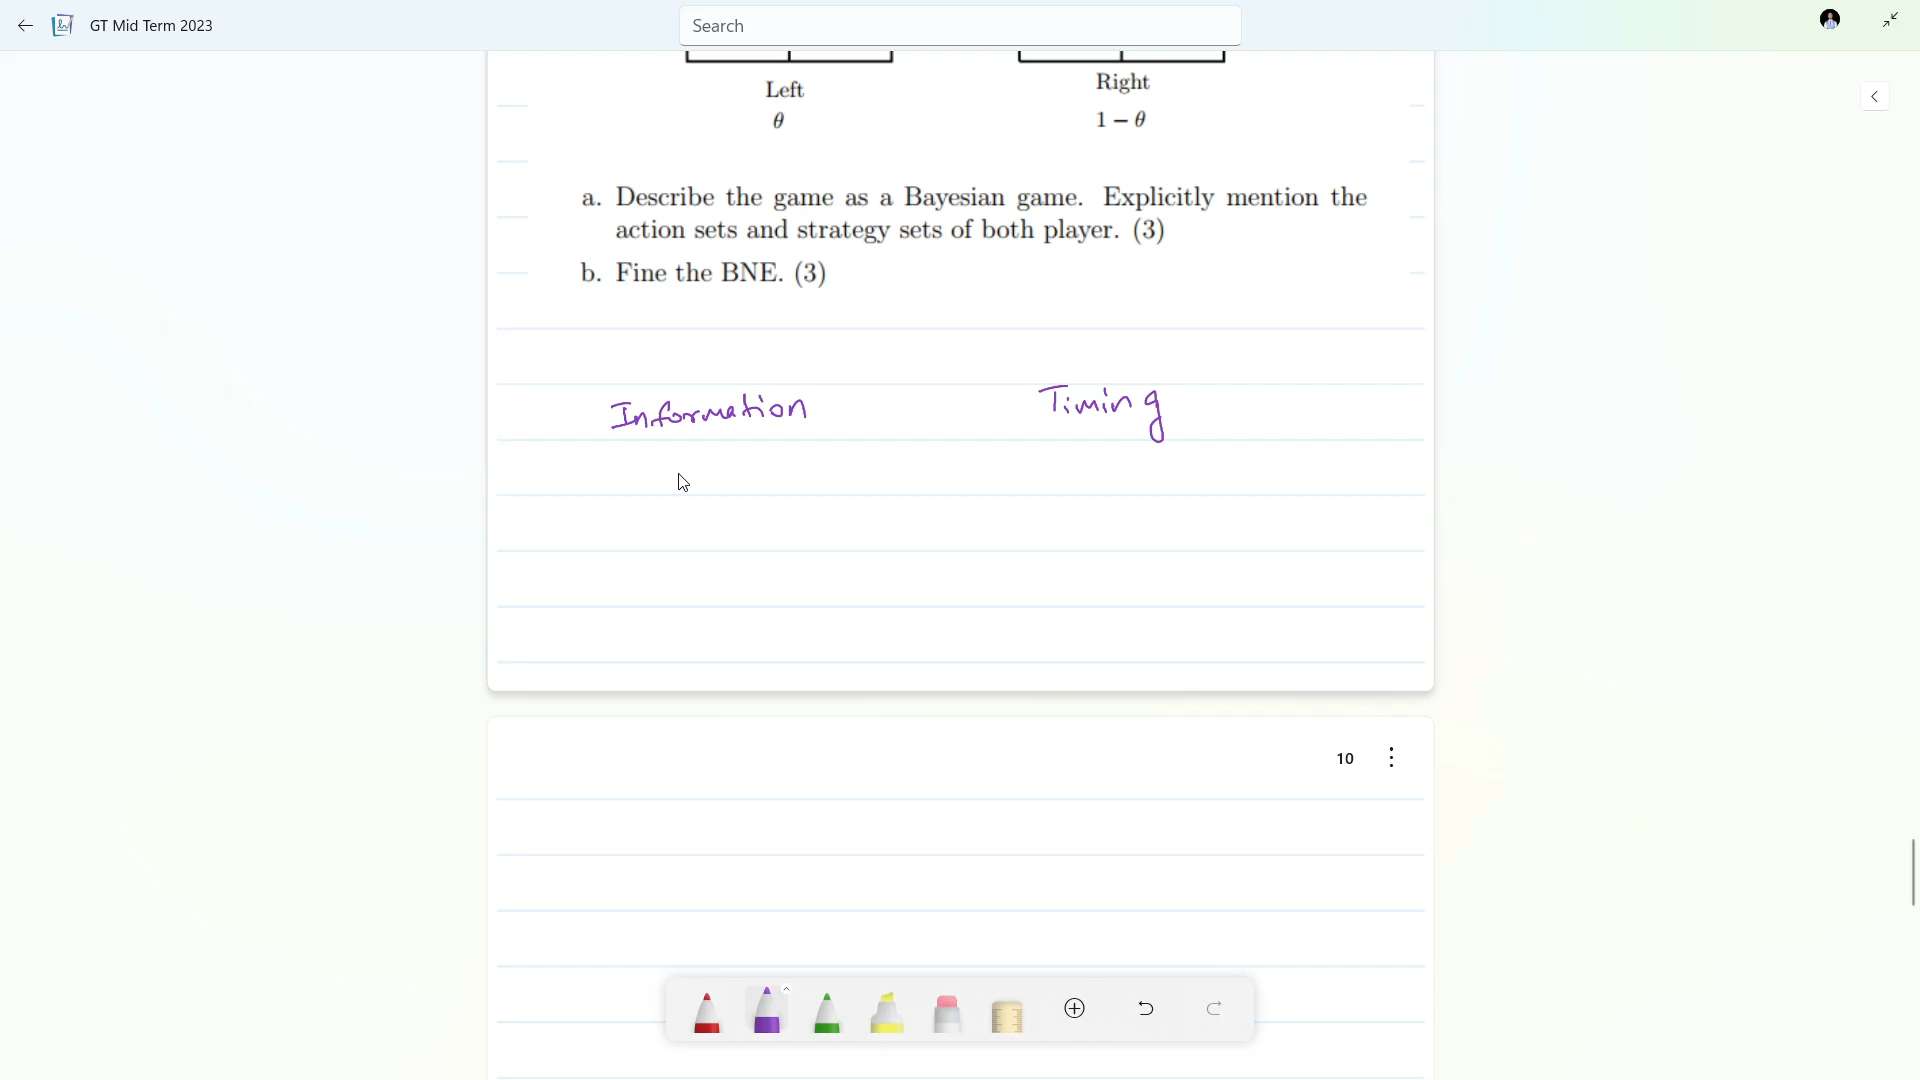 GT Mid Term 2023
Search
Left
Right
θ
1 − θ
a. Describe the game as a Bayesian game. Explicitly mention the
action sets and strategy sets of both player. (3)
b. Fine the BNE. (3)
Information
Timing
10